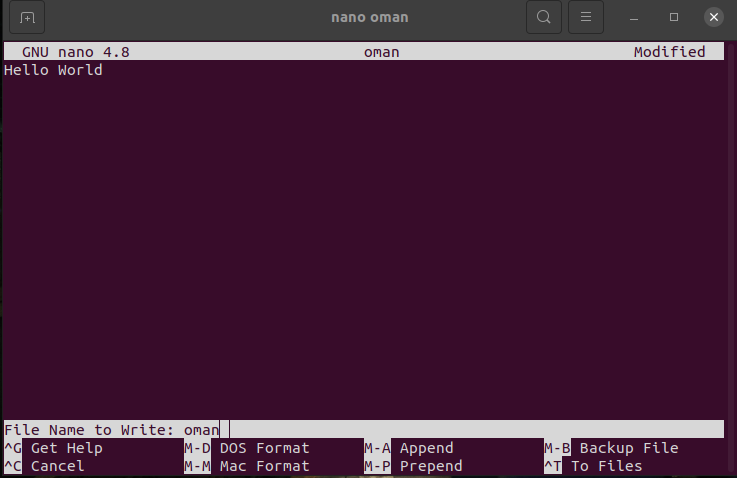 nano oman
GNU nano 4.8 oman Modified
Hello World
File Name to Write: oman
^G Get Help M-D DOS Format M-A Append M-B Backup File
^C Cancel M-M Mac Format M-P Prepend ^T To Files